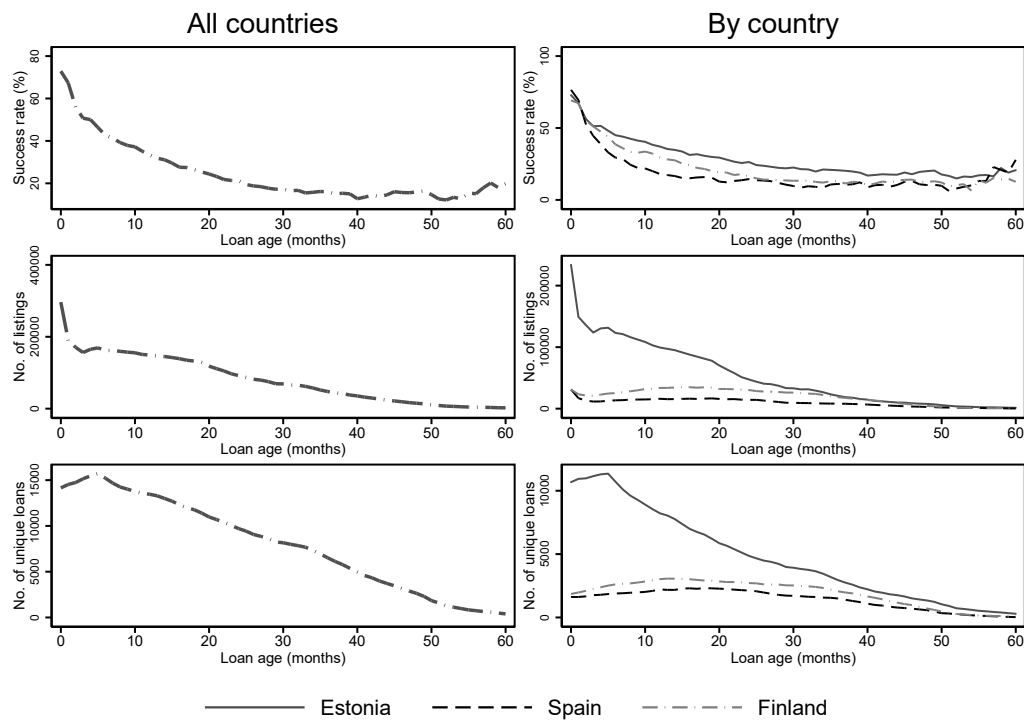 All countries
By country
Success rate (%)
80
60
40
20
0 10 20 30 40 50 60
Loan age (months)
Success rate (%)
100
50
0
0 10 20 30 40 50 60
Loan age (months)
No. of listings
400000
200000
0
0 10 20 30 40 50 60
Loan age (months)
No. of listings
200000
100000
0
0 10 20 30 40 50 60
Loan age (months)
No. of unique loans
15000
10000
5000
0
0 10 20 30 40 50 60
Loan age (months)
No. of unique loans
10000
5000
0
0 10 20 30 40 50 60
Loan age (months)
Estonia Spain Finland